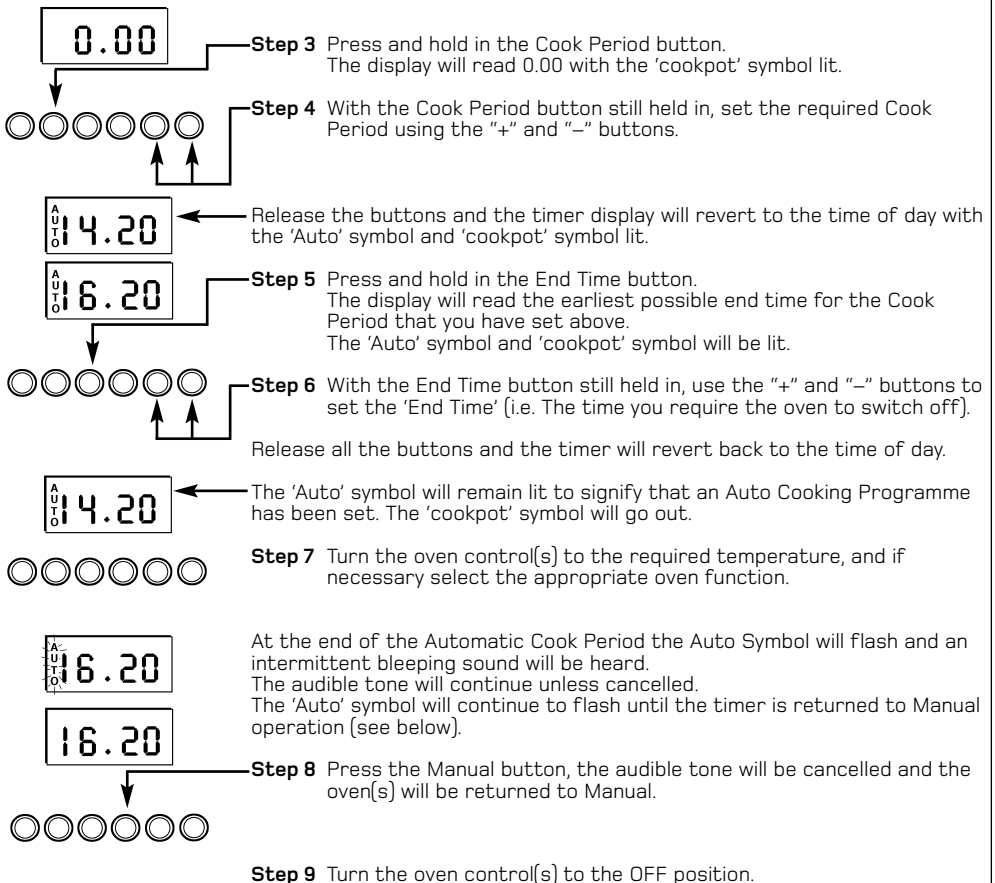 0.00
Step 3 Press and hold in the Cook Period button.
The display will read 0.00 with the ‘cookpot’ symbol lit.
Step 4 With the Cook Period button still held in, set the required Cook
Period using the “+” and “–” buttons.
AUTO 14.20
Release the buttons and the timer display will revert to the time of day with
the ‘Auto’ symbol and ‘cookpot’ symbol lit.
AUTO 16.20
Step 5 Press and hold in the End Time button.
The display will read the earliest possible end time for the Cook
Period that you have set above.
The ‘Auto’ symbol and ‘cookpot’ symbol will be lit.
Step 6 With the End Time button still held in, use the “+” and “–” buttons to
set the ‘End Time’ (i.e. The time you require the oven to switch off).
Release all the buttons and the timer will revert back to the time of day.
AUTO 14.20
The ‘Auto’ symbol will remain lit to signify that an Auto Cooking Programme
has been set. The ‘cookpot’ symbol will go out.
Step 7 Turn the oven control(s) to the required temperature, and if
necessary select the appropriate oven function.
AUTO 16.20
At the end of the Automatic Cook Period the Auto Symbol will flash and an
intermittent bleeping sound will be heard.
The audible tone will continue unless cancelled.
The ‘Auto’ symbol will continue to flash until the timer is returned to Manual
operation (see below).
16.20
Step 8 Press the Manual button, the audible tone will be cancelled and the
oven(s) will be returned to Manual.
Step 9 Turn the oven control(s) to the OFF position.